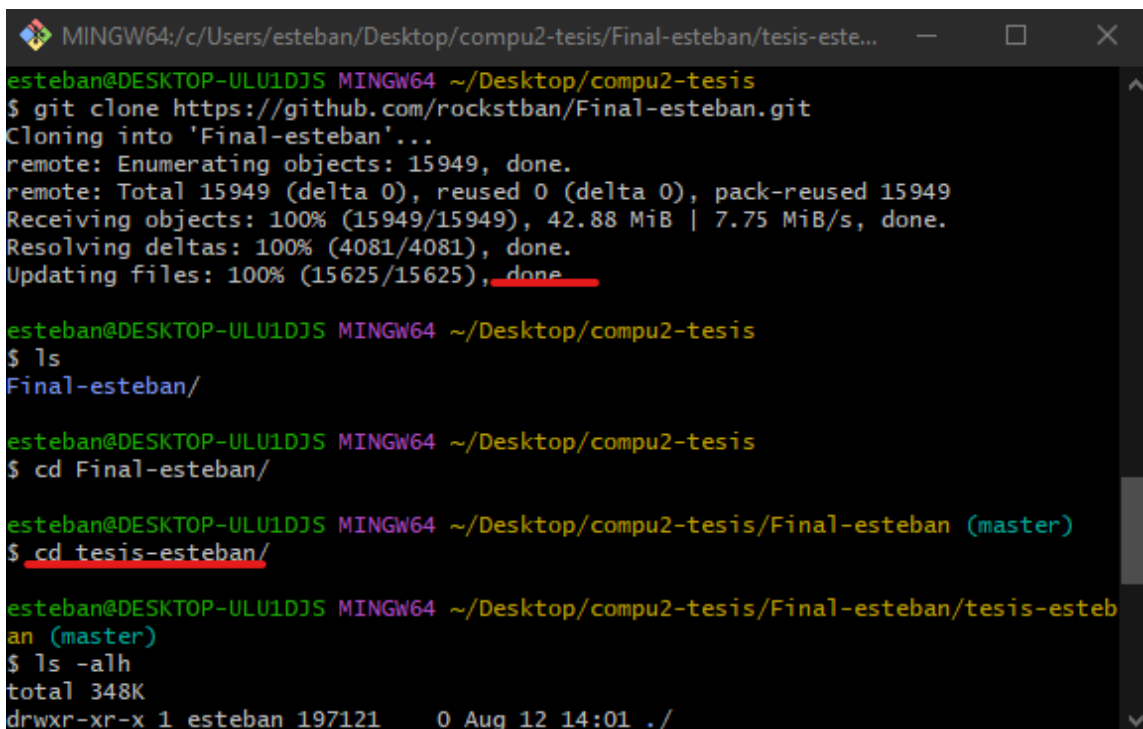 MINGW64:/c/Users/esteban/Desktop/compu2-tesis/Final-esteban/tesis-este...
esteban@DESKTOP-ULU1DJS MINGW64 ~/Desktop/compu2-tesis
$ git clone https://github.com/rockstban/Final-esteban.git
Cloning into 'Final-esteban'...
remote: Enumerating objects: 15949, done.
remote: Total 15949 (delta 0), reused 0 (delta 0), pack-reused 15949
Receiving objects: 100% (15949/15949), 42.88 MiB | 7.75 MiB/s, done.
Resolving deltas: 100% (4081/4081), done.
Updating files: 100% (15625/15625), done.
esteban@DESKTOP-ULU1DJS MINGW64 ~/Desktop/compu2-tesis
$ ls
Final-esteban/
esteban@DESKTOP-ULU1DJS MINGW64 ~/Desktop/compu2-tesis
$ cd Final-esteban/
esteban@DESKTOP-ULU1DJS MINGW64 ~/Desktop/compu2-tesis/Final-esteban (master)
$ cd tesis-esteban/
esteban@DESKTOP-ULU1DJS MINGW64 ~/Desktop/compu2-tesis/Final-esteban/tesis-esteb
an (master)
$ ls -alh
total 348K
drwxr-xr-x 1 esteban 197121    0 Aug 12 14:01 ./